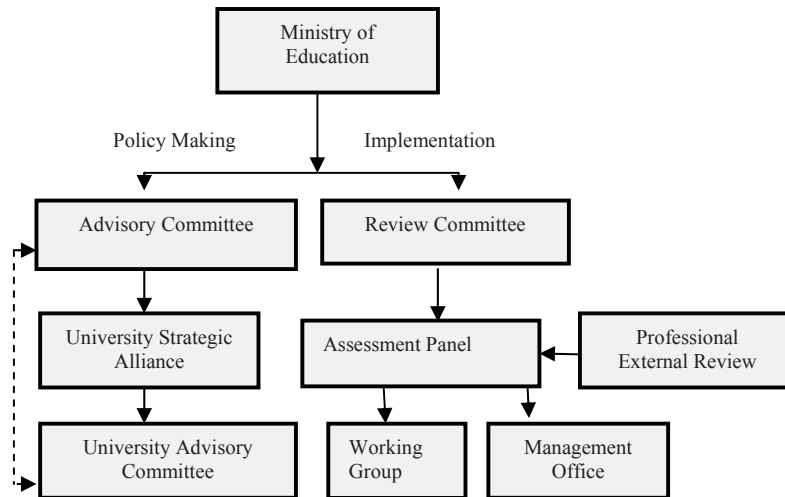 Ministry of
Education
Policy Making
Implementation
Advisory Committee
Review Committee
University Strategic
Alliance
Assessment Panel
Professional
External Review
University Advisory
Committee
Working
Group
Management
Office